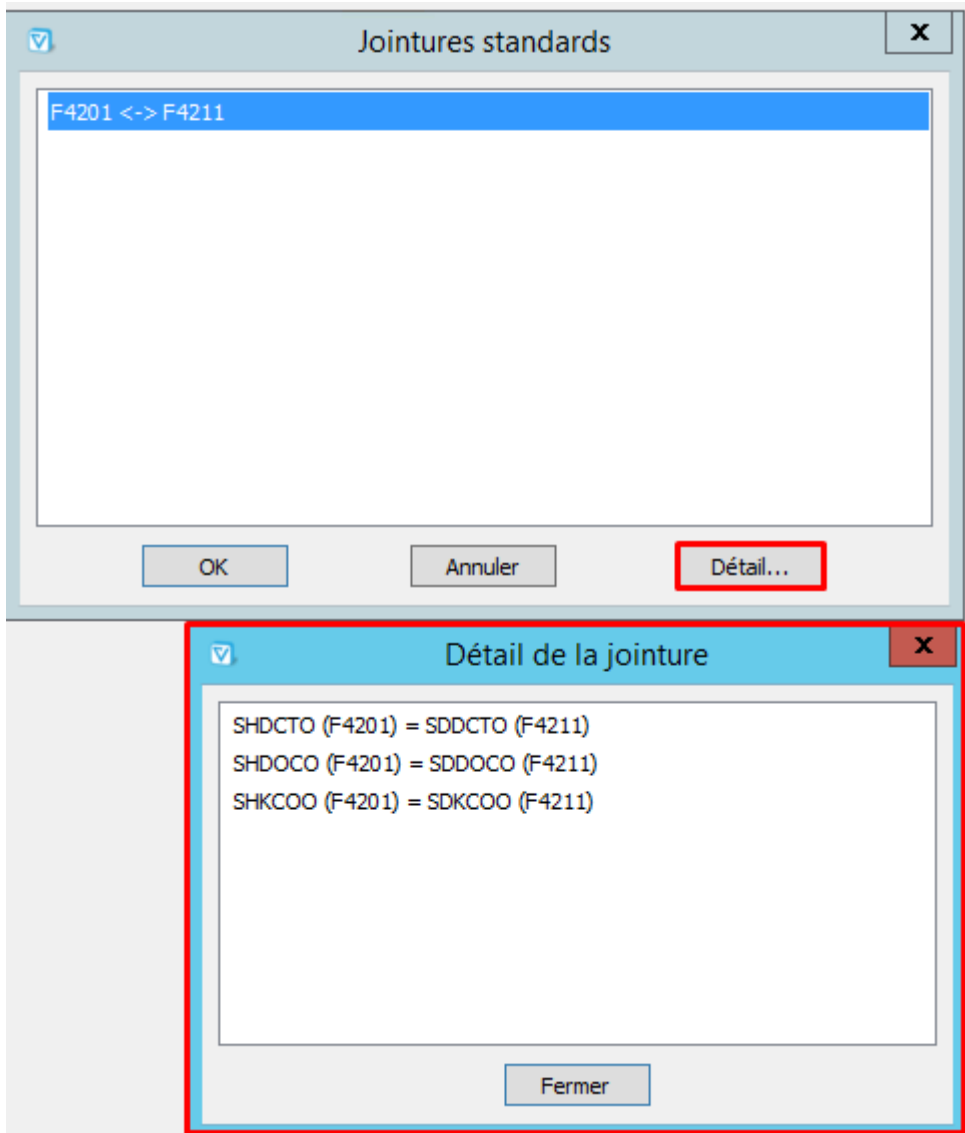 Jointures standards
x
F4201 <-> F4211
OK
Annuler
Détail...
Détail de la jointure
x
SHDCTO (F4201) = SDDCTO (F4211)
SHDOCO (F4201) = SDDOCO (F4211)
SHKCOO (F4201) = SDKCOO (F4211)
Fermer